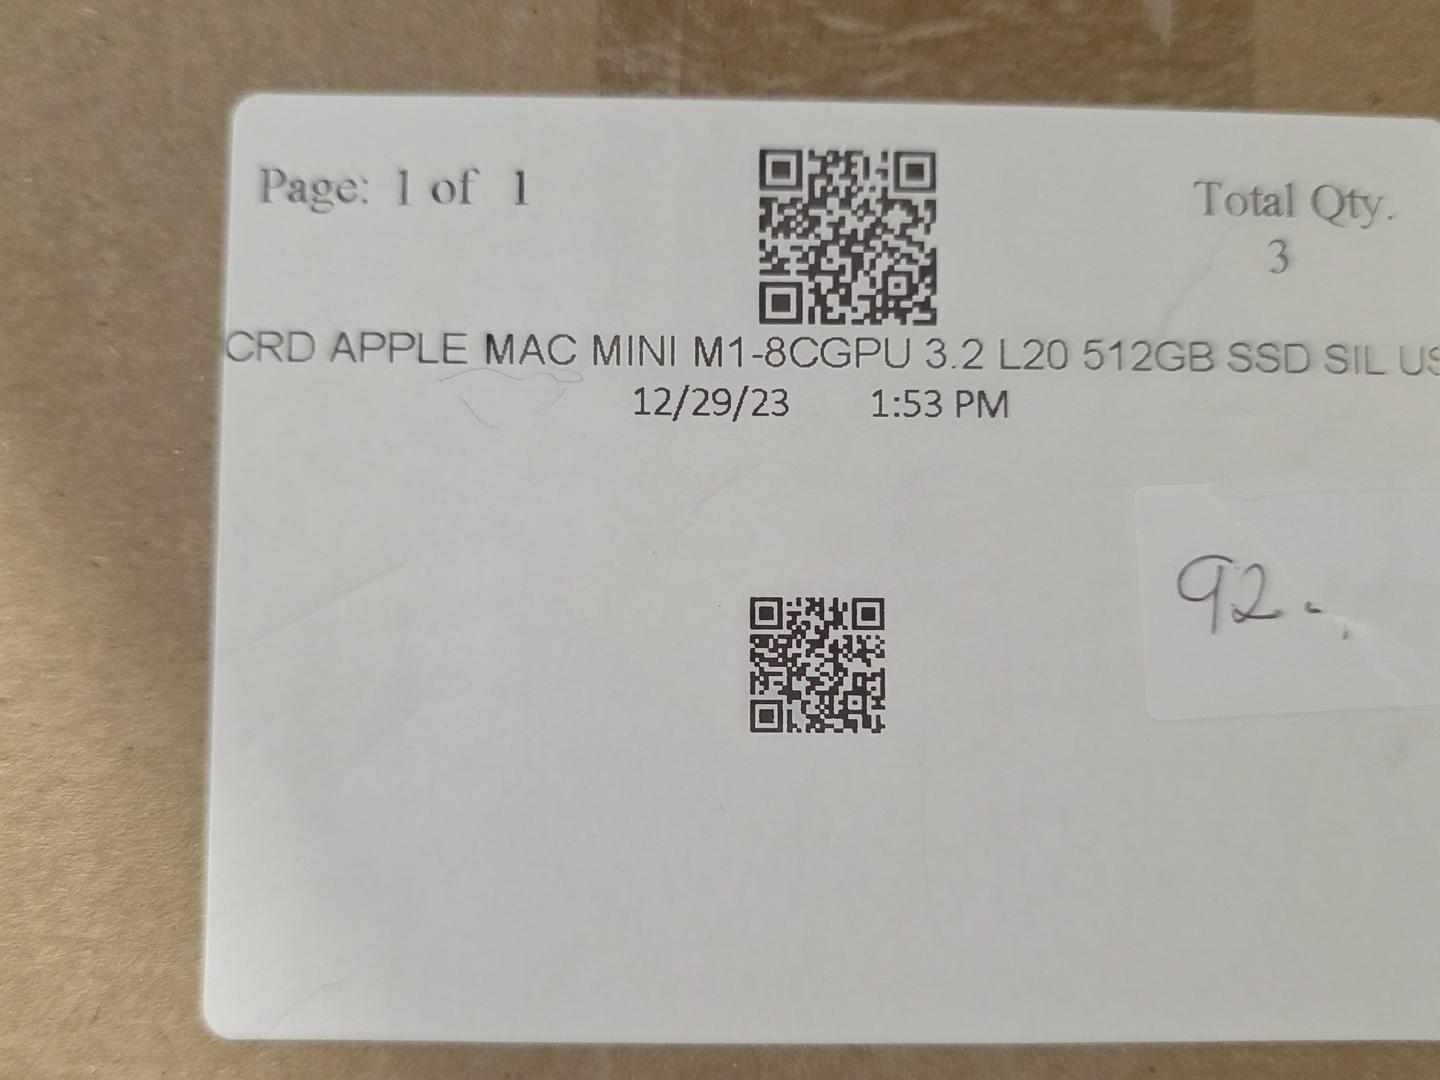 Page: 1 of 1
Total Qty.
3
CRD APPLE MAC MINI M1-8CGPU 3.2 L20 512GB SSD SIL US
12/29/23 1:53 PM
92